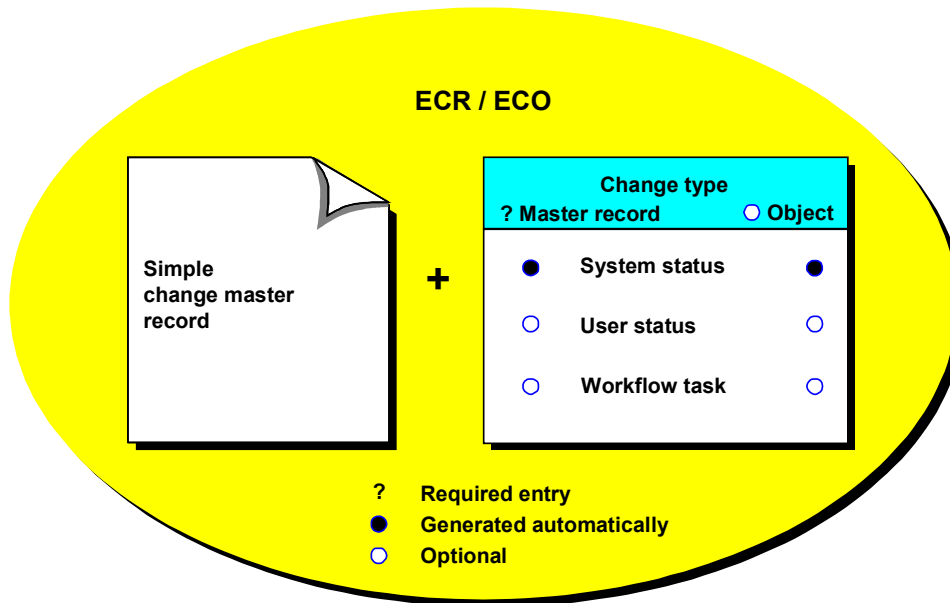 ECR / ECO
Simple
change master
record
+
Change type
? Master record Object
System status
User status
Workflow task
? Required entry
Generated automatically
Optional